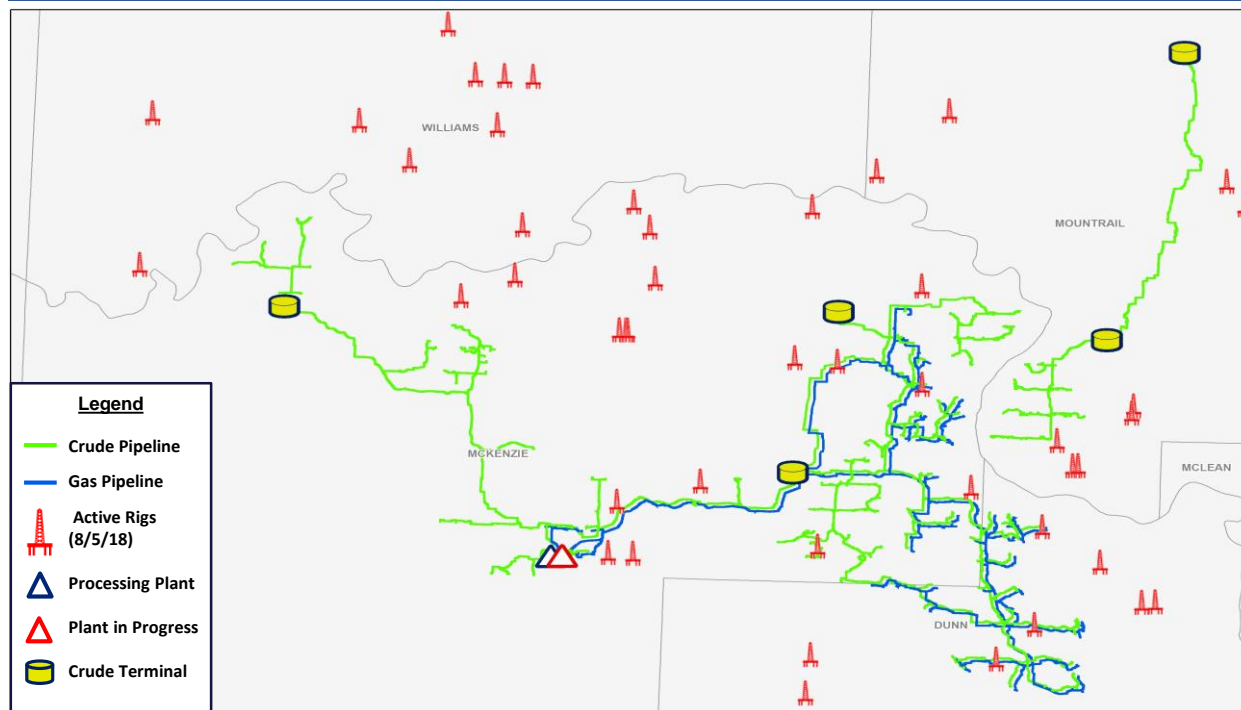 WILLIAMS
MOUNTRAIL
Legend
Crude Pipeline
MCKENZIE
MCLEAN
Gas Pipeline
Active Rigs
(8/5/18)
Processing Plant
Plant in Progress
DUNN
Crude Terminal